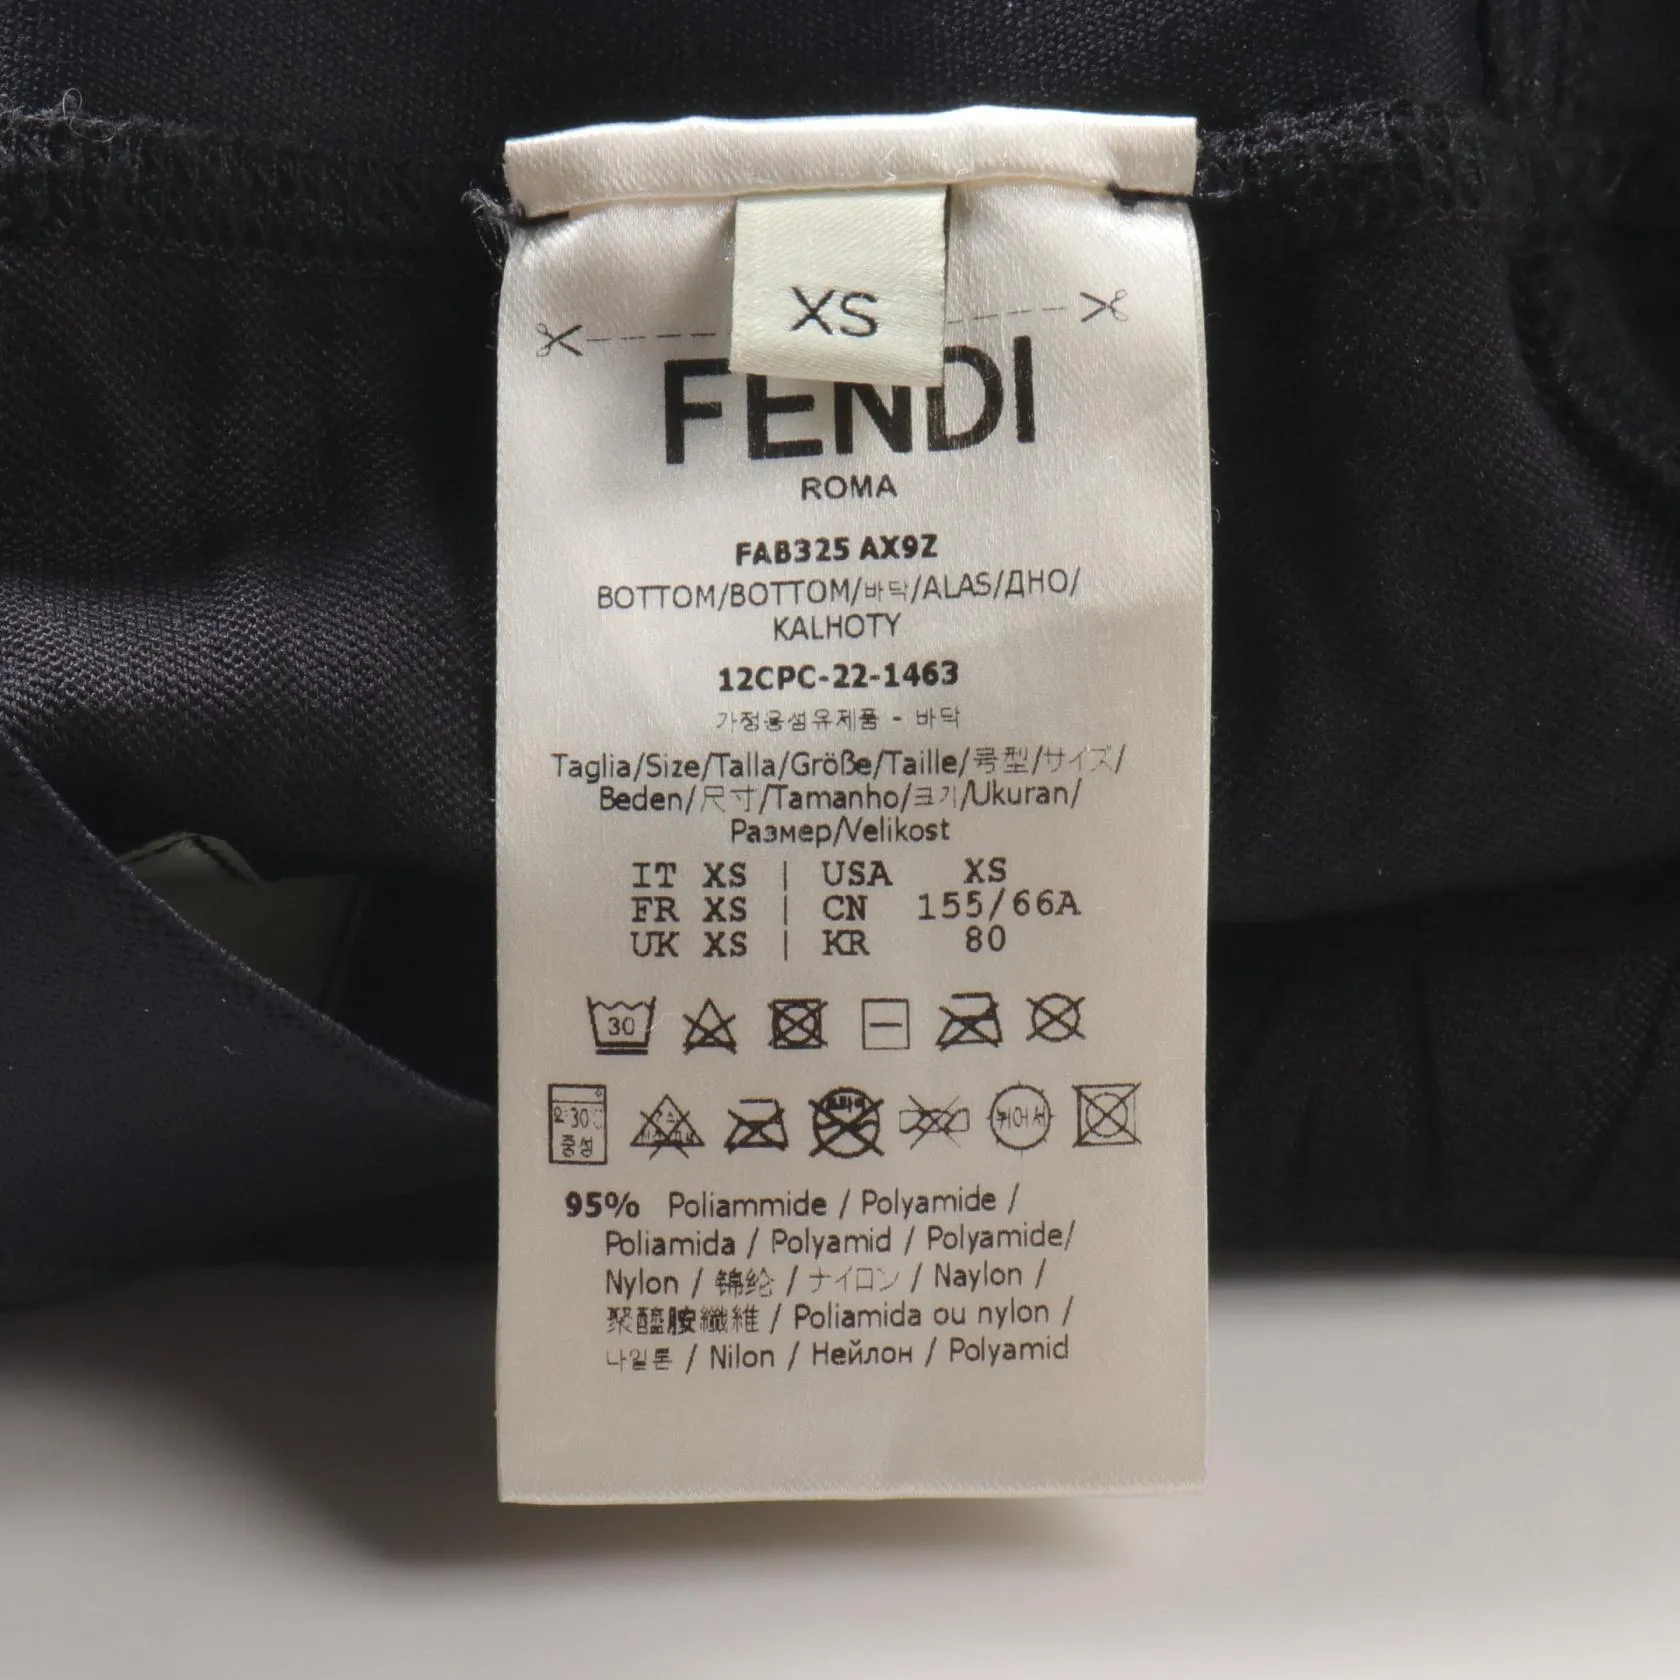 XS
FENDI
ROMA
FAB325 AX9Z
BOTTOM/BOTTOM/바닥/ALAS/ДНО/
KALHOTY
12CPC-22-1463
가정용섬유제품 - 바닥
Taglia/Size/Talla/Größe/Taille/号型/サイズ/
Beden/尺寸/Tamanho/크기/Ukuran/
Размер/Velikost
IT XS | USA XS
FR XS | CN 155/66A
UK XS | KR 80
30
30 중성
95% Poliammide / Polyamide /
Poliamida / Polyamid / Polyamide/
Nylon / 锦纶 / ナイロン / Naylon /
聚醯胺纖維 / Poliamida ou nylon /
나일론 / Nilon / Нейлон / Polyamid